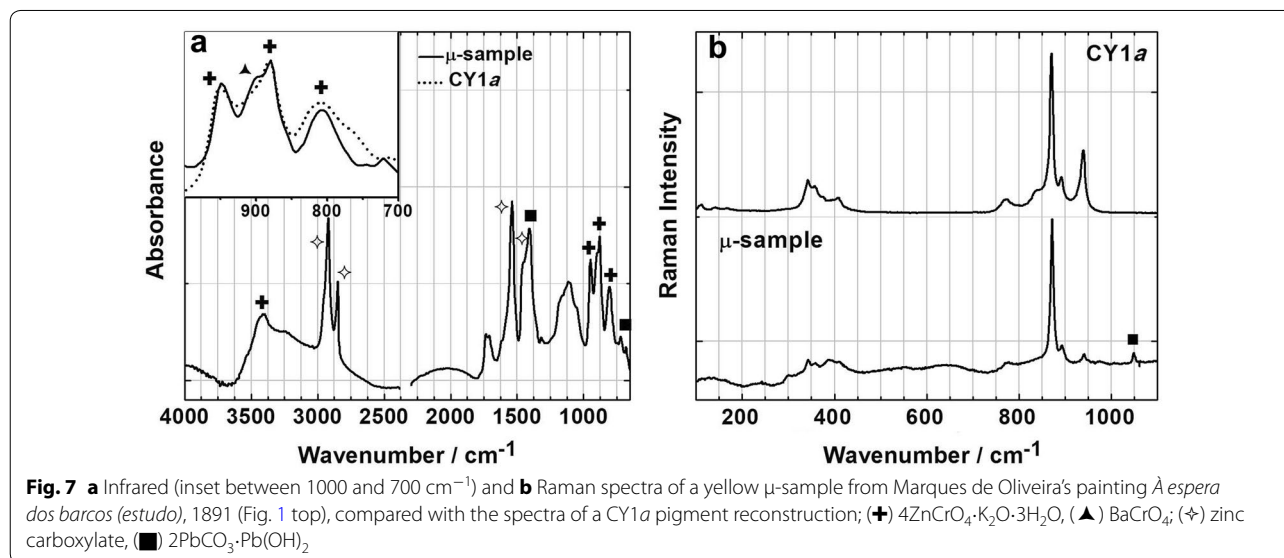 a
μ-sample
CY1a
900 800 700
Absorbance
4000 3500 3000 2500 2000 1500 1000
Wavenumber / cm⁻¹
b
CY1a
μ-sample
Raman Intensity
200 400 600 800 1000
Wavenumber / cm⁻¹
Fig. 7 a Infrared (inset between 1000 and 700 cm⁻¹) and b Raman spectra of a yellow μ-sample from Marques de Oliveira's painting À espera
dos barcos (estudo), 1891 (Fig. 1 top), compared with the spectra of a CY1a pigment reconstruction; (✚) 4ZnCrO₄·K₂O·3H₂O, (▲) BaCrO₄; (✧) zinc
carboxylate, (■) 2PbCO₃·Pb(OH)₂